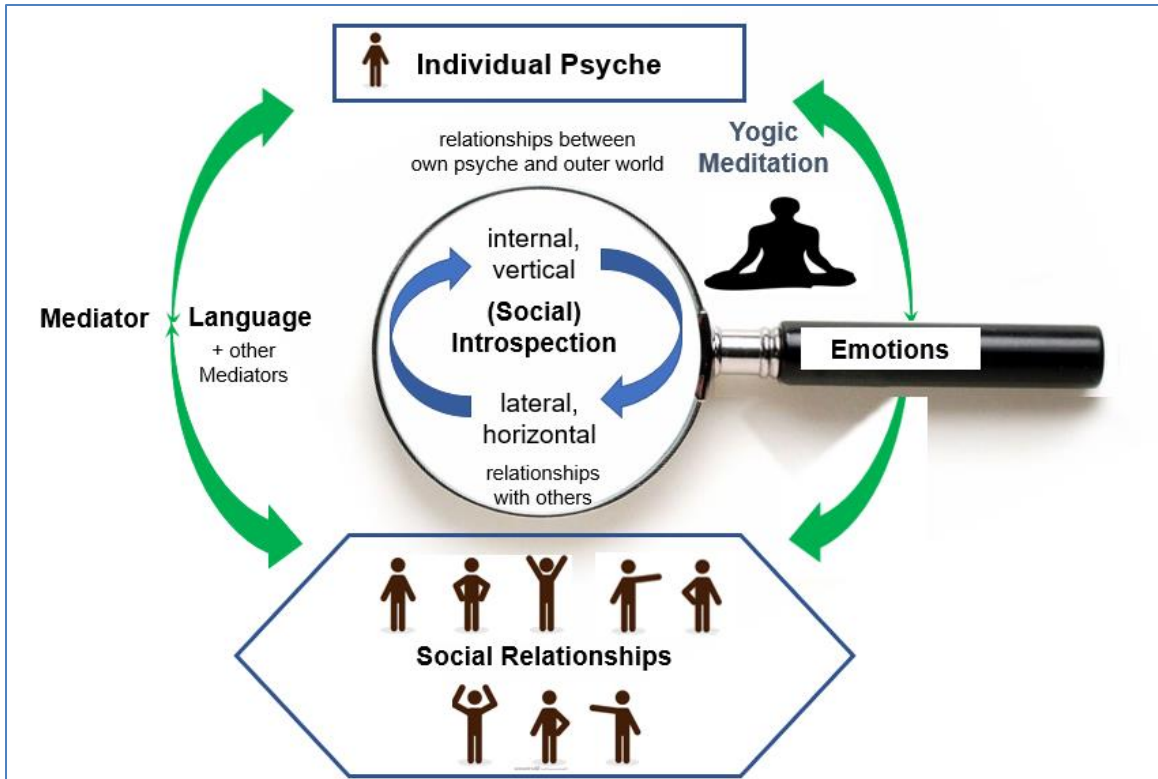 Individual Psyche
relationships between
own psyche and outer world
Yogic
Meditation
internal,
vertical
(Social)
Introspection
lateral,
horizontal
relationships
with others
Mediator
Language
+ other
Mediators
Emotions
Social Relationships